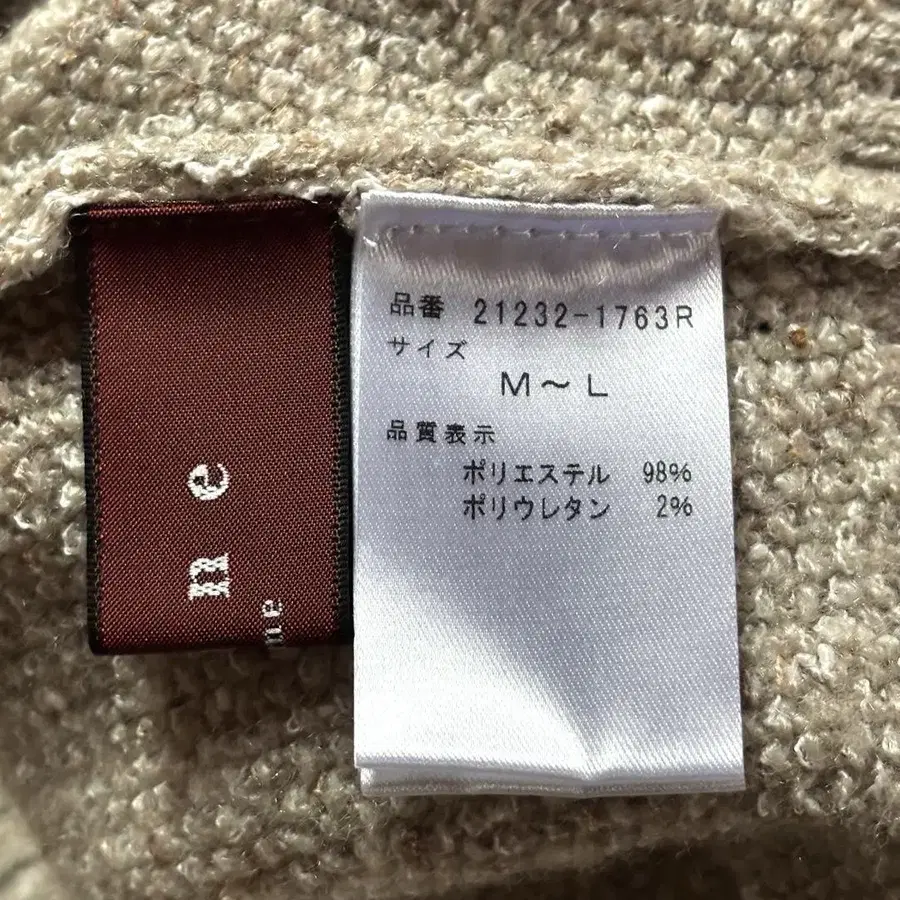 n e
me
品番 21232-1763R
サイズ
M～L
品質表示
ポリエステル 98%
ポリウレタン 2%